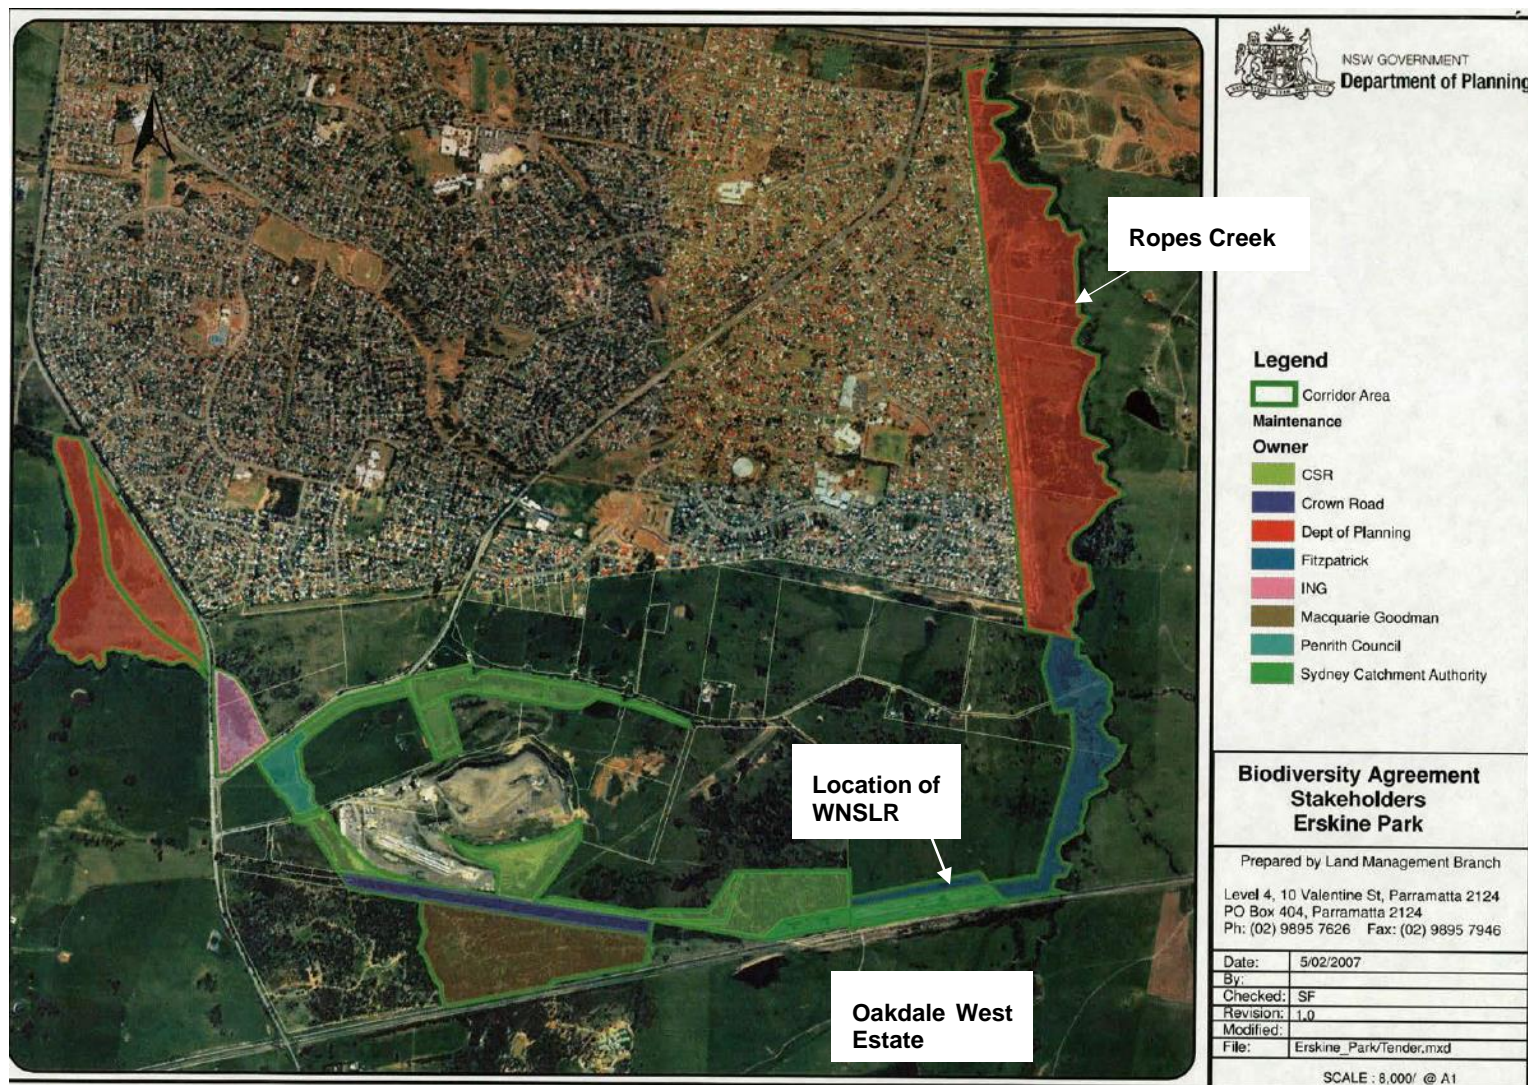 N
Ropes Creek
Location of
WNSLR
Oakdale West
Estate
NSW GOVERNMENT
Department of Planning
Legend
Corridor Area
Maintenance
Owner
CSR
Crown Road
Dept of Planning
Fitzpatrick
ING
Macquarie Goodman
Penrith Council
Sydney Catchment Authority
Biodiversity Agreement
Stakeholders
Erskine Park
Prepared by Land Management Branch
Level 4, 10 Valentine St, Parramatta 2124
PO Box 404, Parramatta 2124
Ph: (02) 9895 7626 Fax: (02) 9895 7946
Date: 5/02/2007
By:
Checked: SF
Revision: 1.0
Modified:
File: Erskine_Park/Tender.mxd
SCALE : 8,000/ @ A1